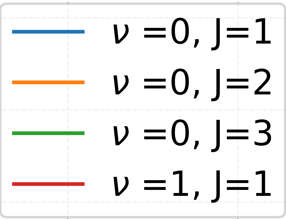 ν =0, J=1
ν =0, J=2
ν =0, J=3
ν =1, J=1